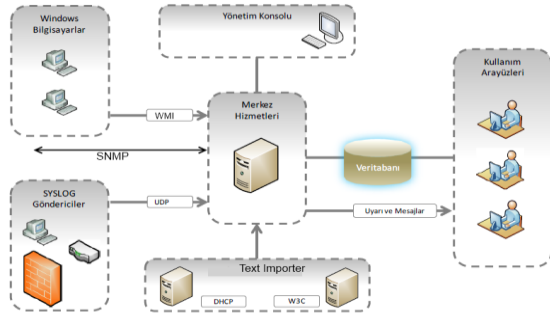 Windows
Bilgisayarlar
Yönetim Konsolu
Merkez
Hizmetleri
Kullanım
Arayüzleri
WMI
SNMP
Veritabanı
SYSLOG
Göndericiler
UDP
Uyarı ve Mesajlar
Text Importer
DHCP
W3C